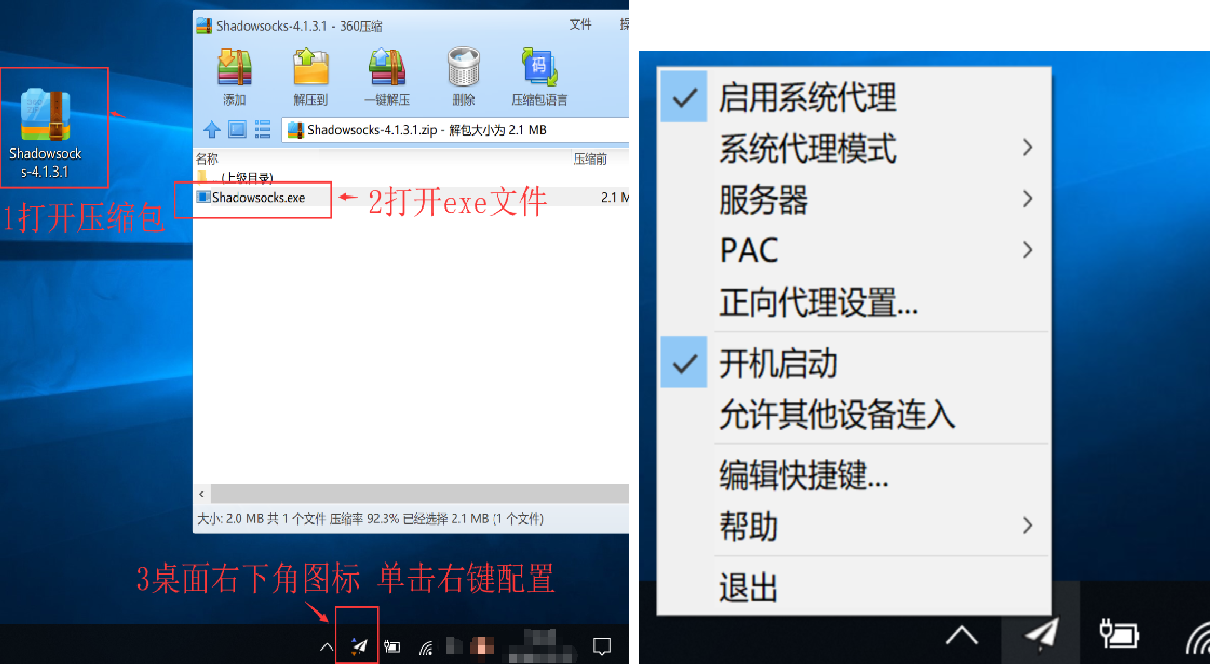 Shadowsocks-4.1.3.1 - 360压缩
文件
添加
解压到
一键解压
删除
压缩包语言
码
Shadowsocks-4.1.3.1.zip - 解包大小为 2.1 MB
名称
压缩前
(上级目录)
Shadowsocks.exe
2.1 M
Shadowsock
s-4.1.3.1
1打开压缩包
2打开exe文件
大小: 2.0 MB 共 1 个文件 压缩率 92.3% 已经选择 2.1 MB (1 个文件)
3桌面右下角图标 单击右键配置
启用系统代理
系统代理模式
服务器
PAC
正向代理设置...
开机启动
允许其他设备连入
编辑快捷键...
帮助
退出